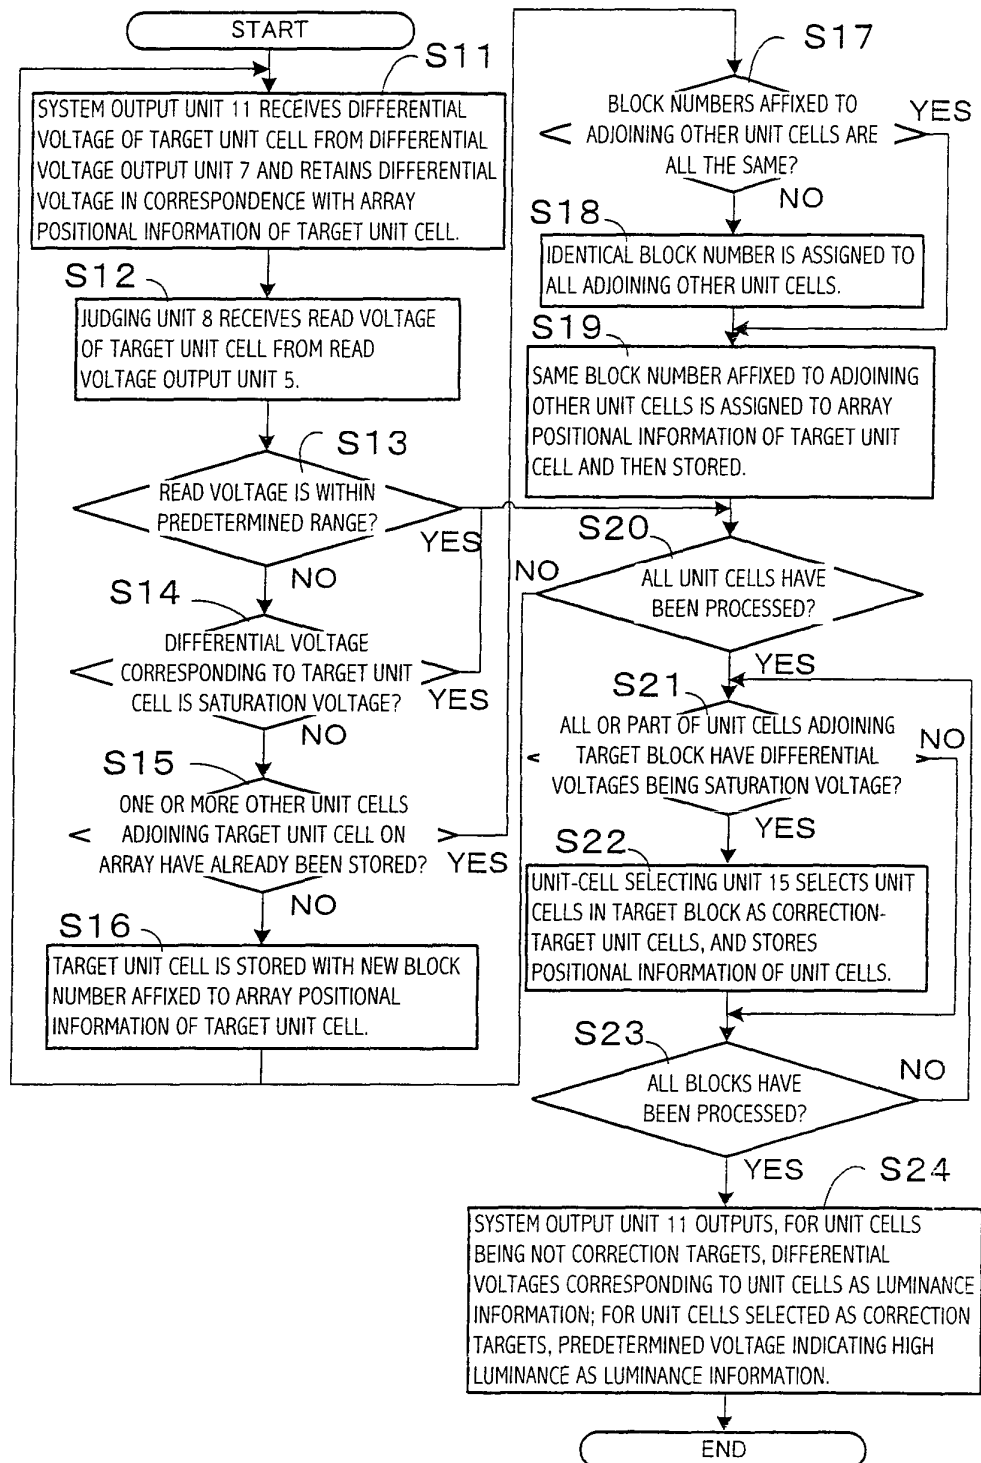 START
S11
SYSTEM OUTPUT UNIT 11 RECEIVES DIFFERENTIAL
VOLTAGE OF TARGET UNIT CELL FROM DIFFERENTIAL
VOLTAGE OUTPUT UNIT 7 AND RETAINS DIFFERENTIAL
VOLTAGE IN CORRESPONDENCE WITH ARRAY
POSITIONAL INFORMATION OF TARGET UNIT CELL.
S12
JUDGING UNIT 8 RECEIVES READ VOLTAGE
OF TARGET UNIT CELL FROM READ
VOLTAGE OUTPUT UNIT 5.
S13
READ VOLTAGE IS WITHIN
PREDETERMINED RANGE?
YES
NO
S14
DIFFERENTIAL VOLTAGE
CORRESPONDING TO TARGET UNIT
CELL IS SATURATION VOLTAGE?
YES
NO
S15
ONE OR MORE OTHER UNIT CELLS
ADJOINING TARGET UNIT CELL ON
ARRAY HAVE ALREADY BEEN STORED?
YES
NO
S16
TARGET UNIT CELL IS STORED WITH NEW BLOCK
NUMBER AFFIXED TO ARRAY POSITIONAL
INFORMATION OF TARGET UNIT CELL.
S17
BLOCK NUMBERS AFFIXED TO
ADJOINING OTHER UNIT CELLS ARE
ALL THE SAME?
YES
NO
S18
IDENTICAL BLOCK NUMBER IS ASSIGNED TO
ALL ADJOINING OTHER UNIT CELLS.
S19
SAME BLOCK NUMBER AFFIXED TO ADJOINING
OTHER UNIT CELLS IS ASSIGNED TO ARRAY
POSITIONAL INFORMATION OF TARGET UNIT
CELL AND THEN STORED.
S20
NO
ALL UNIT CELLS HAVE
BEEN PROCESSED?
YES
S21
ALL OR PART OF UNIT CELLS ADJOINING
TARGET BLOCK HAVE DIFFERENTIAL
VOLTAGES BEING SATURATION VOLTAGE?
NO
YES
S22
UNIT-CELL SELECTING UNIT 15 SELECTS UNIT
CELLS IN TARGET BLOCK AS CORRECTION-
TARGET UNIT CELLS, AND STORES
POSITIONAL INFORMATION OF UNIT CELLS.
S23
ALL BLOCKS HAVE
BEEN PROCESSED?
NO
YES
S24
SYSTEM OUTPUT UNIT 11 OUTPUTS, FOR UNIT CELLS
BEING NOT CORRECTION TARGETS, DIFFERENTIAL
VOLTAGES CORRESPONDING TO UNIT CELLS AS LUMINANCE
INFORMATION; FOR UNIT CELLS SELECTED AS CORRECTION
TARGETS, PREDETERMINED VOLTAGE INDICATING HIGH
LUMINANCE AS LUMINANCE INFORMATION.
END